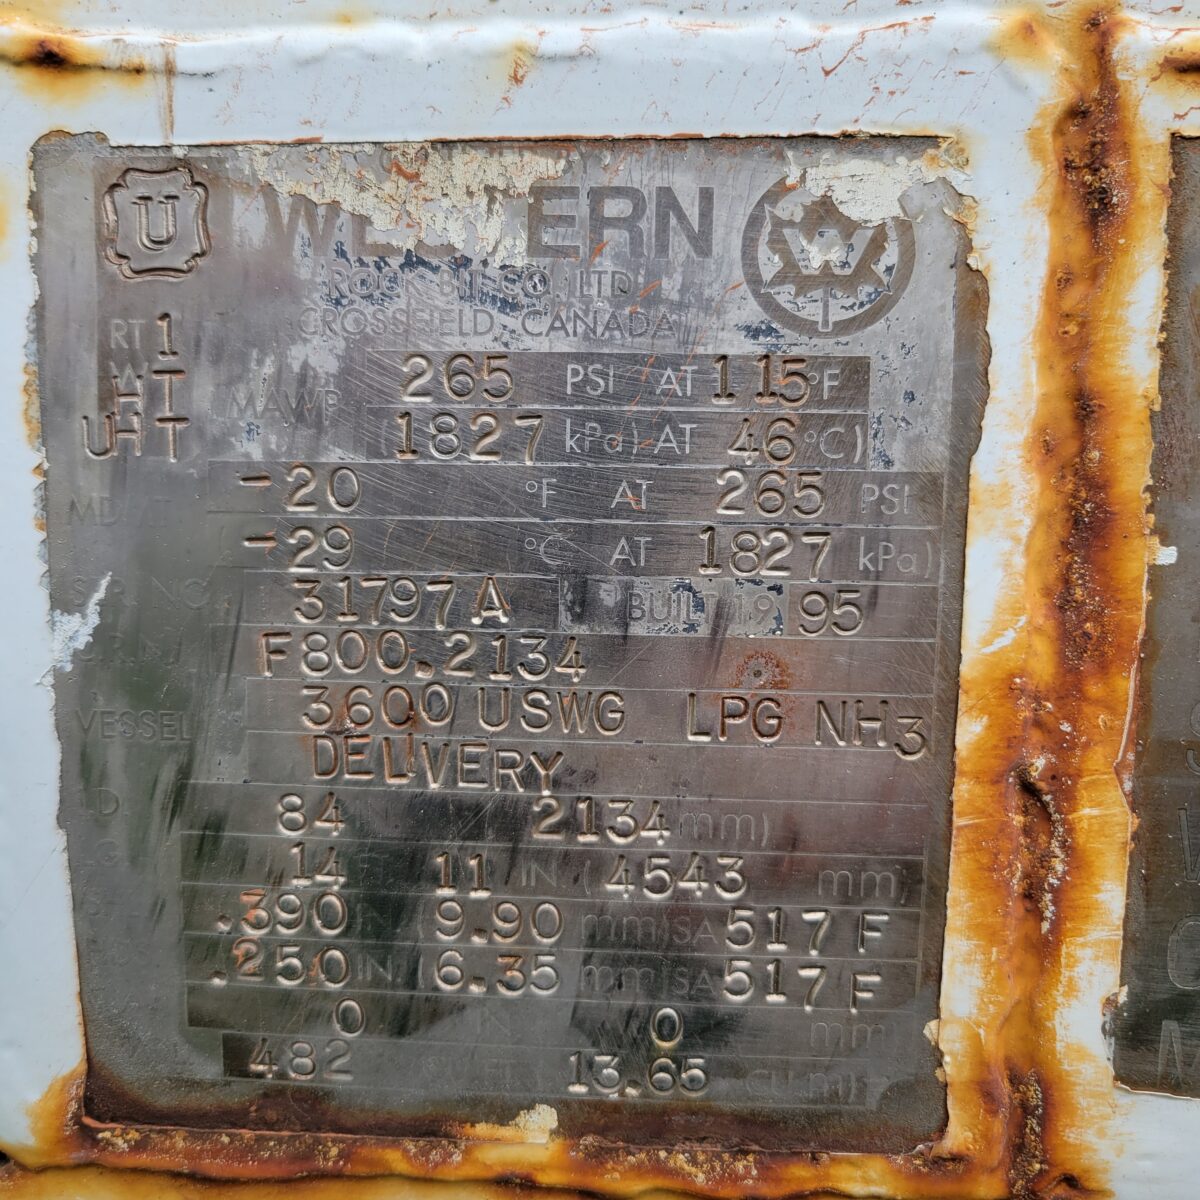 U WESTERN W
ROCK BIT CO. LTD.
CROSSFIELD, CANADA
RT 1
W
HT
UHT
MAWP 265 PSI AT 115 °F
(1827 kPa) AT 46 °C)
-20 °F AT 265 PSI
-29 °C AT 1827 kPa)
31797A BUILT 19 95
F800.2134
VESSEL 3600 USWG LPG NH3
DELIVERY
84 IN. 2134 mm)
14 11 IN. (4543 mm)
.390 IN. (9.90 mm) SA 517 F
.250 IN. (6.35 mm) SA 517 F
0 0 mm
482 13.65 CU m)